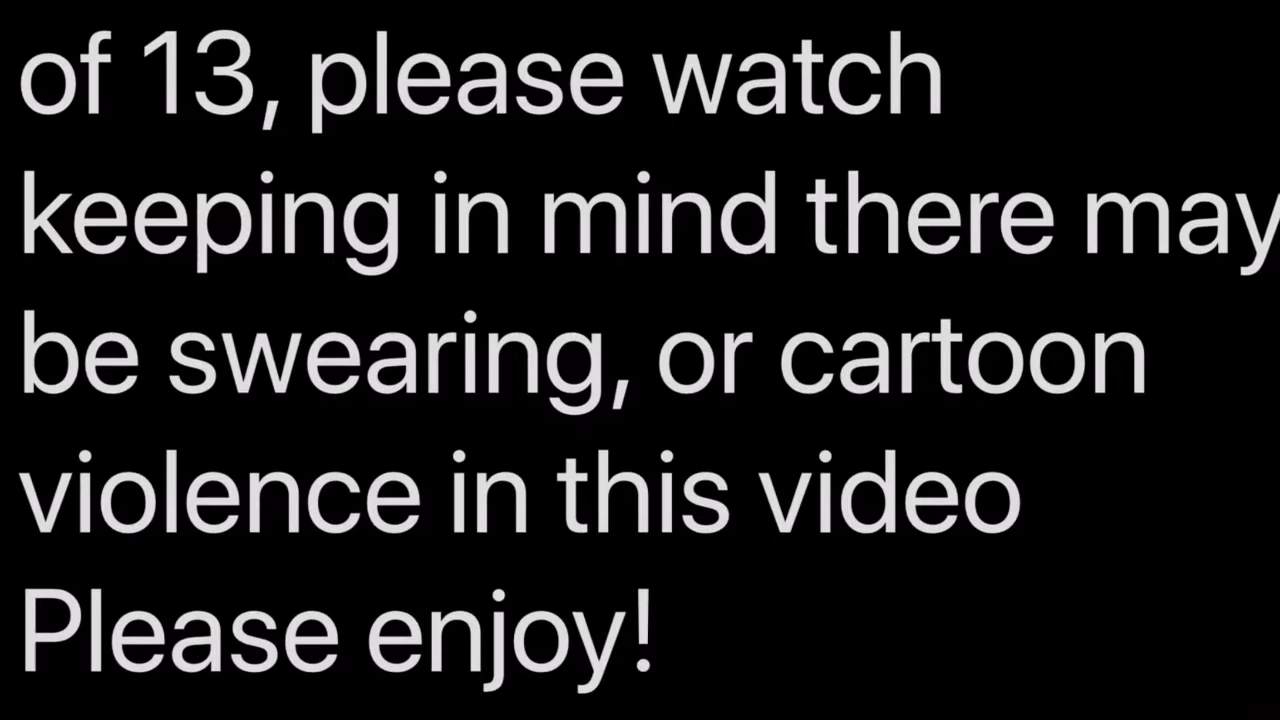 of 13, please watch
keeping in mind there may
be swearing, or cartoon
violence in this video
Please enjoy!